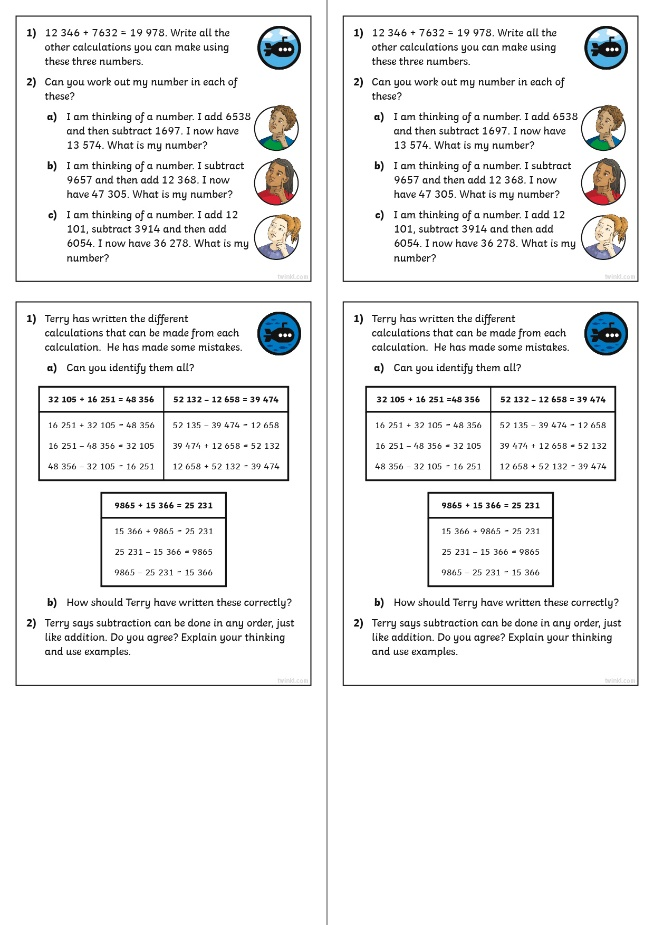 1) 12 346 + 7632 = 19 978. Write all the
other calculations you can make using
these three numbers.
2) Can you work out my number in each of
these?
a) I am thinking of a number. I add 6538
and then subtract 1697. I now have
13 574. What is my number?
b) I am thinking of a number. I subtract
9657 and then add 12 368. I now
have 47 305. What is my number?
c) I am thinking of a number. I add 12
101, subtract 3914 and then add
6054. I now have 36 278. What is my
number?
twinkl.com
1) Terry has written the different
calculations that can be made from each
calculation. He has made some mistakes.
a) Can you identify them all?
32 105 + 16 251 = 48 356 52 132 – 12 658 = 39 474
16 251 + 32 105 = 48 356 52 135 – 39 474 = 12 658
16 251 – 48 356 = 32 105 39 474 + 12 658 = 52 132
48 356 – 32 105 = 16 251 12 658 + 52 132 = 39 474
9865 + 15 366 = 25 231
15 366 + 9865 = 25 231
25 231 – 15 366 = 9865
9865 – 25 231 = 15 366
b) How should Terry have written these correctly?
2) Terry says subtraction can be done in any order, just
like addition. Do you agree? Explain your thinking
and use examples.
twinkl.com
1) 12 346 + 7632 = 19 978. Write all the
other calculations you can make using
these three numbers.
2) Can you work out my number in each of
these?
a) I am thinking of a number. I add 6538
and then subtract 1697. I now have
13 574. What is my number?
b) I am thinking of a number. I subtract
9657 and then add 12 368. I now
have 47 305. What is my number?
c) I am thinking of a number. I add 12
101, subtract 3914 and then add
6054. I now have 36 278. What is my
number?
twinkl.com
1) Terry has written the different
calculations that can be made from each
calculation. He has made some mistakes.
a) Can you identify them all?
32 105 + 16 251 =48 356 52 132 – 12 658 = 39 474
16 251 + 32 105 = 48 356 52 135 – 39 474 = 12 658
16 251 – 48 356 = 32 105 39 474 + 12 658 = 52 132
48 356 – 32 105 = 16 251 12 658 + 52 132 = 39 474
9865 + 15 366 = 25 231
15 366 + 9865 = 25 231
25 231 – 15 366 = 9865
9865 – 25 231 = 15 366
b) How should Terry have written these correctly?
2) Terry says subtraction can be done in any order, just
like addition. Do you agree? Explain your thinking
and use examples.
twinkl.com